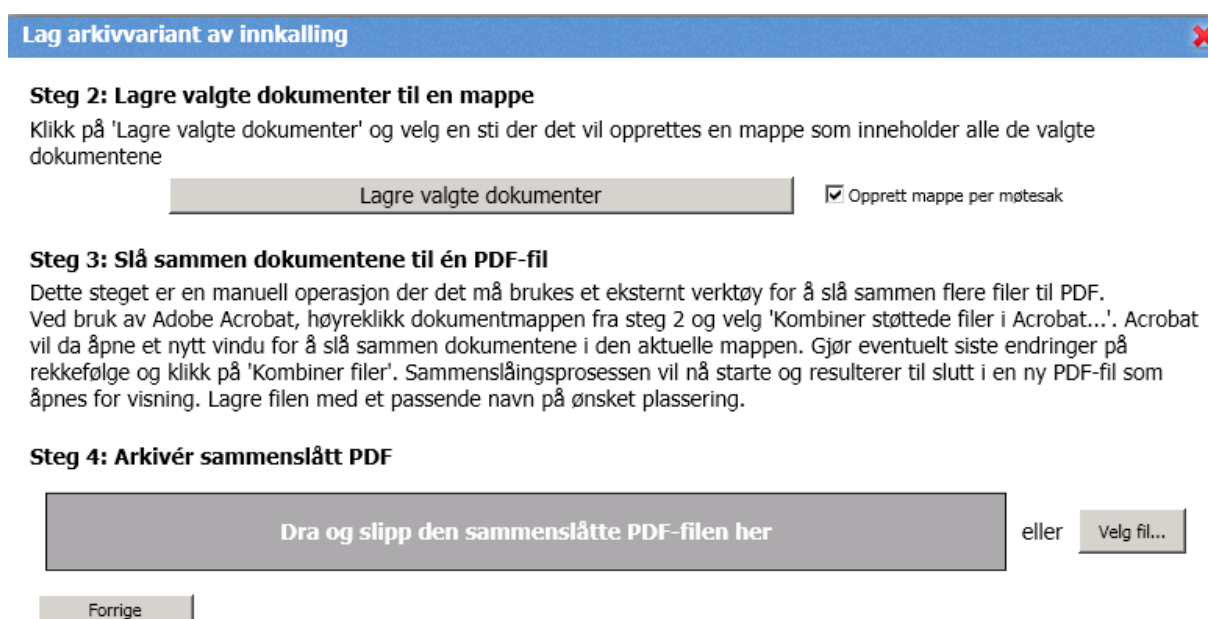 Lag arkivvariant av innkalling
Steg 2: Lagre valgte dokumenter til en mappe
Klikk på 'Lagre valgte dokumenter' og velg en sti der det vil opprettes en mappe som inneholder alle de valgte
dokumentene
Lagre valgte dokumenter
Opprett mappe per møtesak
Steg 3: Slå sammen dokumentene til én PDF-fil
Dette steget er en manuell operasjon der det må brukes et eksternt verktøy for å slå sammen flere filer til PDF.
Ved bruk av Adobe Acrobat, høyreklikk dokumentmappen fra steg 2 og velg 'Kombiner støttede filer i Acrobat...'. Acrobat
vil da åpne et nytt vindu for å slå sammen dokumentene i den aktuelle mappen. Gjør eventuelt siste endringer på
rekkefølge og klikk på 'Kombiner filer'. Sammenslåingsprosessen vil nå starte og resulterer til slutt i en ny PDF-fil som
åpnes for visning. Lagre filen med et passende navn på ønsket plassering.
Steg 4: Arkivér sammenslått PDF
Dra og slipp den sammenslåtte PDF-filen her
eller
Velg fil...
Forrige